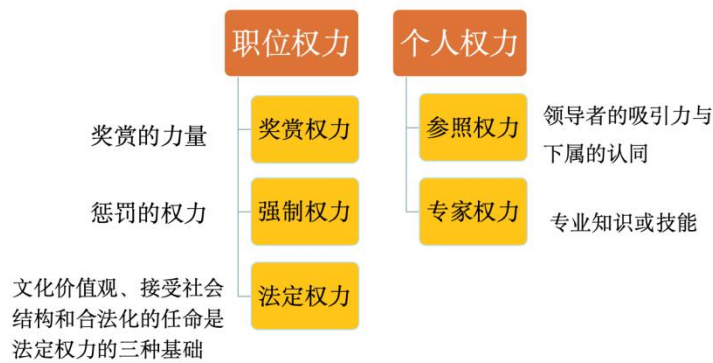 职位权力
个人权力
奖赏的力量
奖赏权力
参照权力
领导者的吸引力与
下属的认同
惩罚的权力
强制权力
专家权力
专业知识或技能
文化价值观、接受社会
结构和合法化的任命是
法定权力的三种基础
法定权力